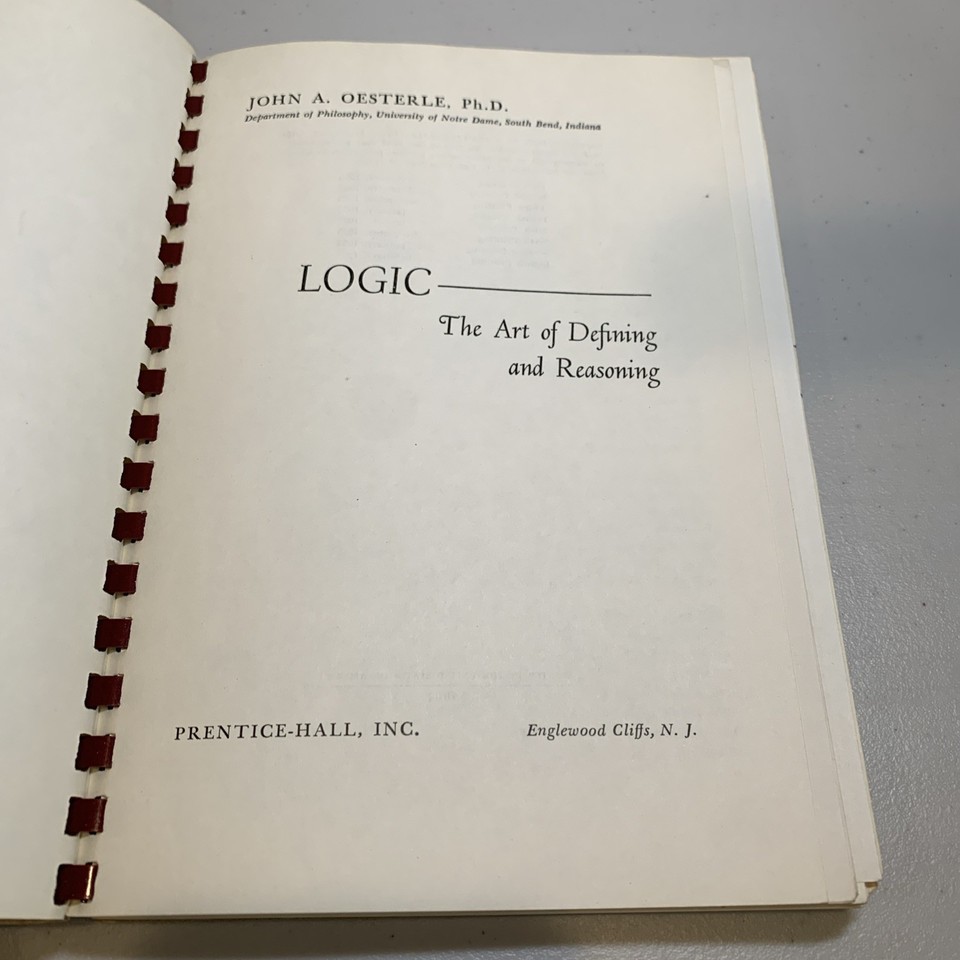 JOHN A. OESTERLE, Ph.D.
Department of Philosophy, University of Notre Dame, South Bend, Indiana
LOGIC
The Art of Defining
and Reasoning
PRENTICE-HALL, INC. Englewood Cliffs, N. J.